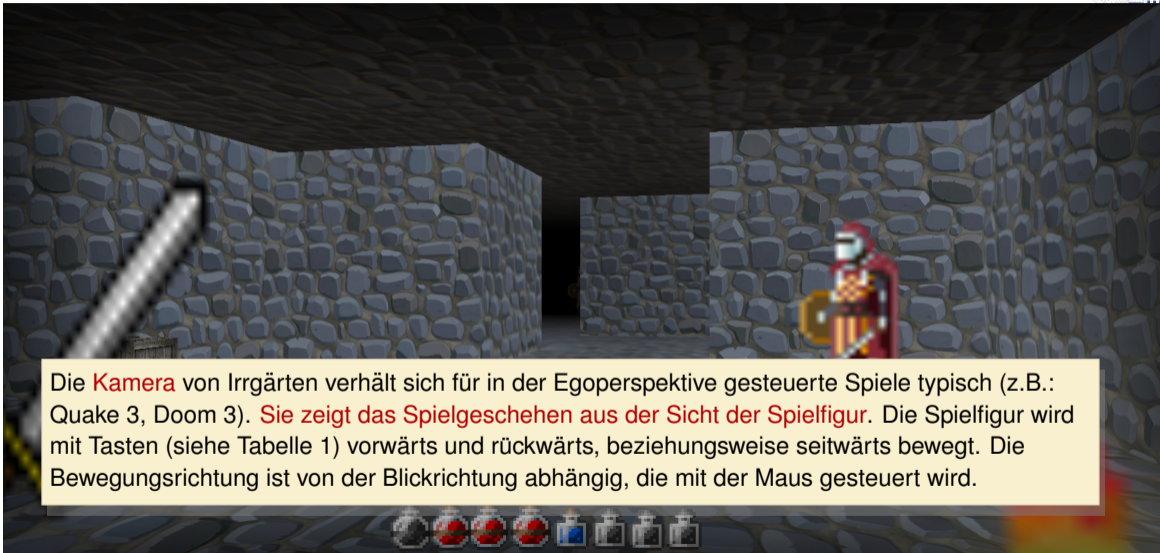 Die Kamera von Irrgärten verhält sich für in der Egoperspektive gesteuerte Spiele typisch (z.B.:
Quake 3, Doom 3). Sie zeigt das Spielgeschehen aus der Sicht der Spielfigur. Die Spielfigur wird
mit Tasten (siehe Tabelle 1) vorwärts und rückwärts, beziehungsweise seitwärts bewegt. Die
Bewegungsrichtung ist von der Blickrichtung abhängig, die mit der Maus gesteuert wird.